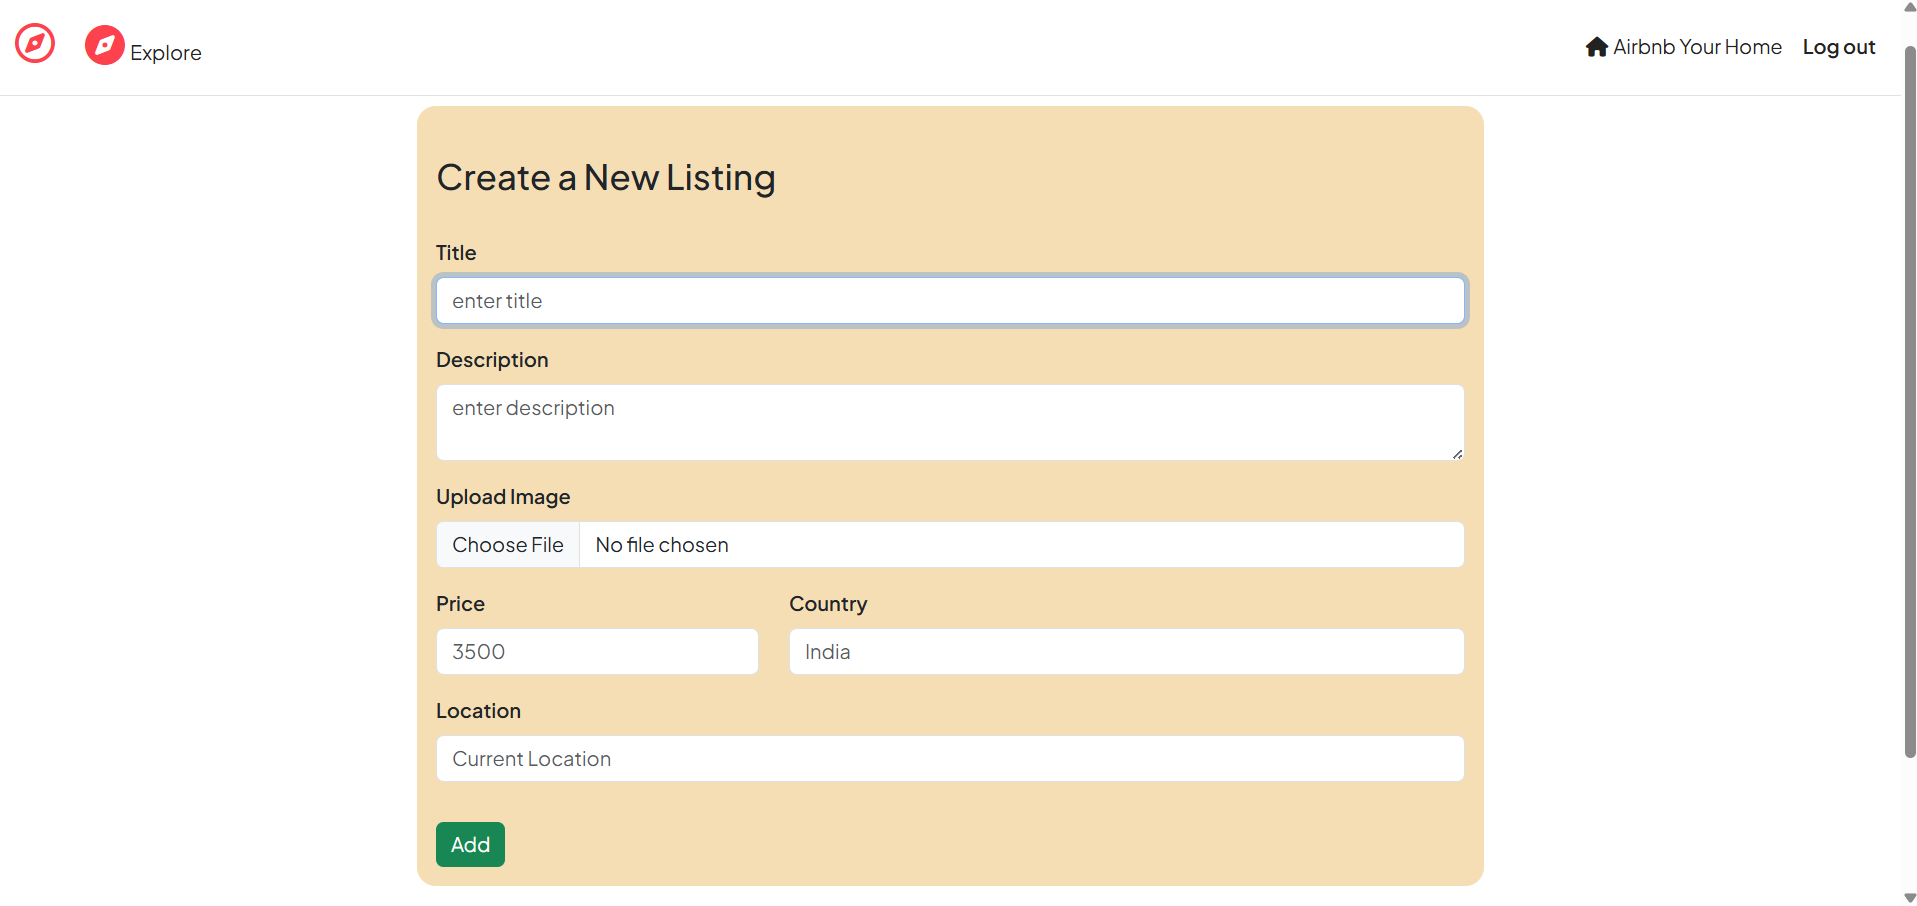 Explore
Airbnb Your Home Log out
Create a New Listing
Title
enter title
Description
enter description
Upload Image
Choose File No file chosen
Price Country
3500 India
Location
Current Location
Add